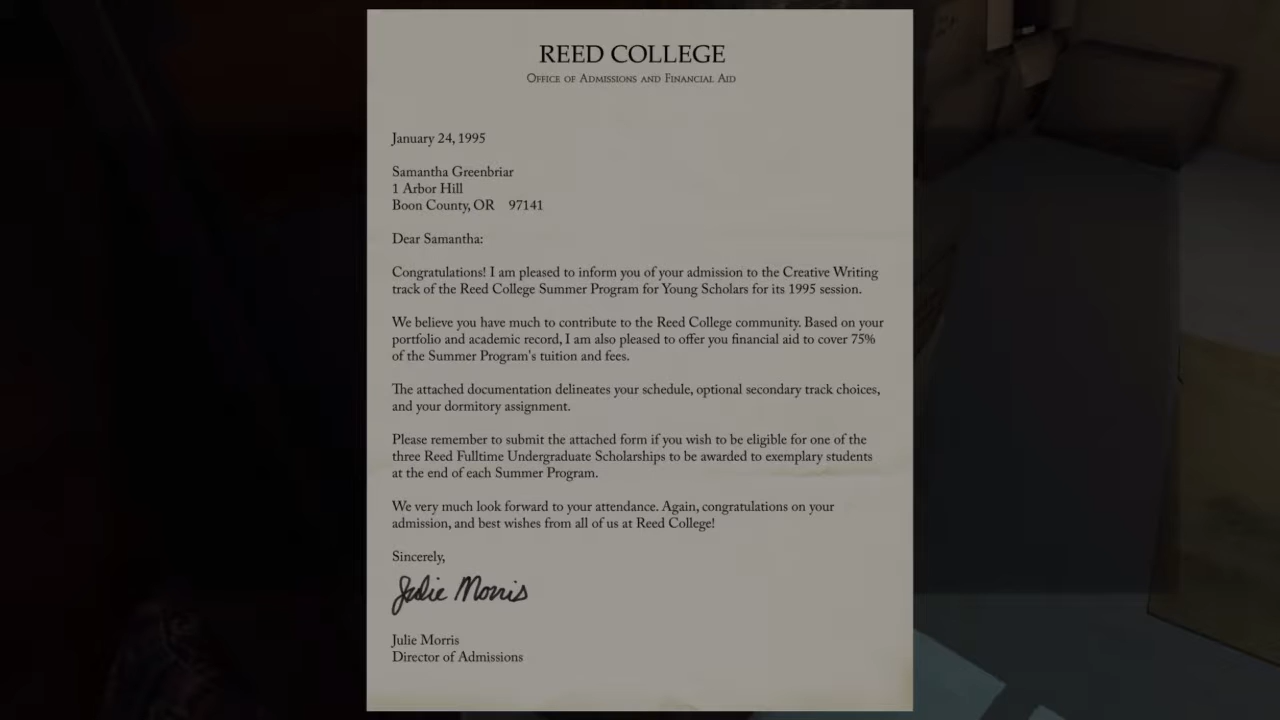 REED COLLEGE
Office of Admissions and Financial Aid
January 24, 1995
Samantha Greenbriar
1 Arbor Hill
Boon County, OR 97141
Dear Samantha:
Congratulations! I am pleased to inform you of your admission to the Creative Writing
track of the Reed College Summer Program for Young Scholars for its 1995 session.
We believe you have much to contribute to the Reed College community. Based on your
portfolio and academic record, I am also pleased to offer you financial aid to cover 75%
of the Summer Program's tuition and fees.
The attached documentation delineates your schedule, optional secondary track choices,
and your dormitory assignment.
Please remember to submit the attached form if you wish to be eligible for one of the
three Reed Fulltime Undergraduate Scholarships to be awarded to exemplary students
at the end of each Summer Program.
We very much look forward to your attendance. Again, congratulations on your
admission, and best wishes from all of us at Reed College!
Sincerely,
Julie Morris
Julie Morris
Director of Admissions